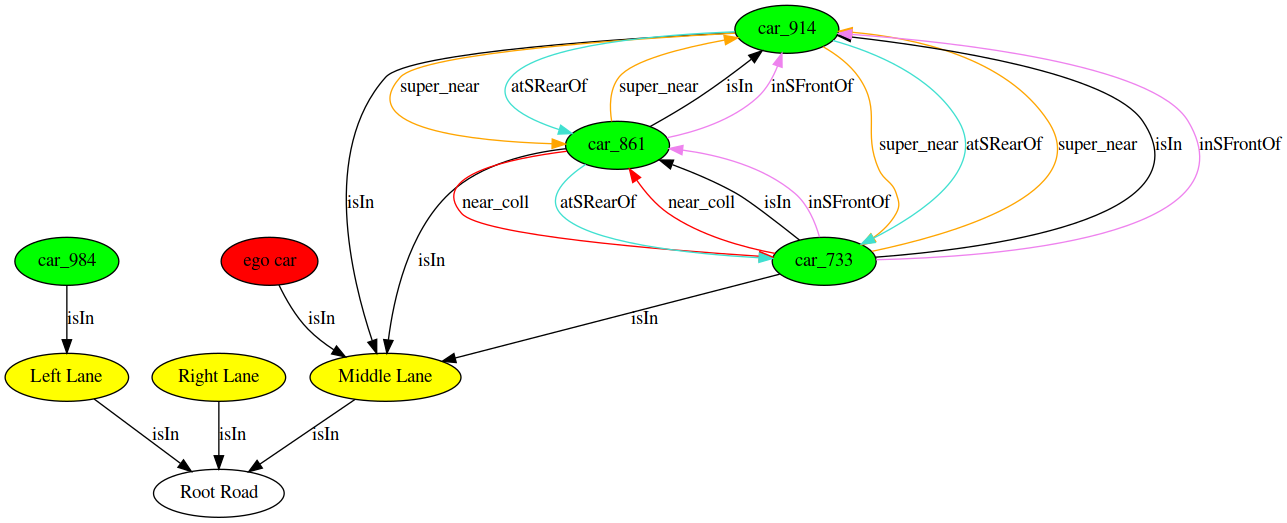 car_914
super_near
atSRearOf
super_near
isIn
inSFrontOf
car_861
super_near
atSRearOf
super_near
isIn
inSFrontOf
isIn
near_coll
atSRearOf
near_coll
isIn
inSFrontOf
car_984
ego car
isIn
car_733
isIn
isIn
isIn
Left Lane
Right Lane
Middle Lane
isIn
isIn
isIn
Root Road